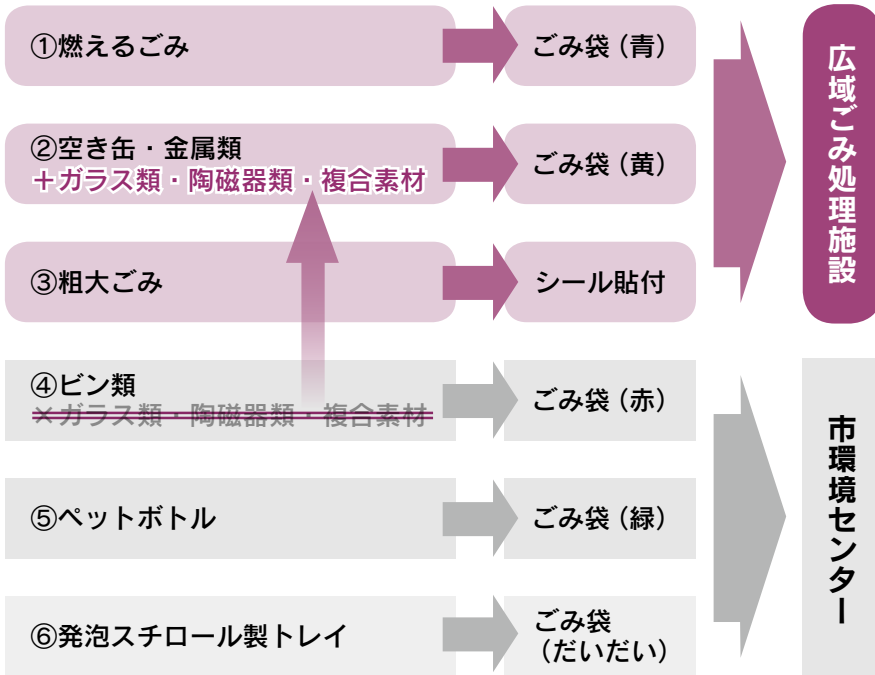 ①燃えるごみ
ごみ袋（青）
②空き缶・金属類
＋ガラス類・陶磁器類・複合素材
ごみ袋（黄）
③粗大ごみ
シール貼付
広域ごみ処理施設
④ビン類
×ガラス類・陶磁器類・複合素材
ごみ袋（赤）
⑤ペットボトル
ごみ袋（緑）
⑥発泡スチロール製トレイ
ごみ袋
（だいだい）
市環境センター